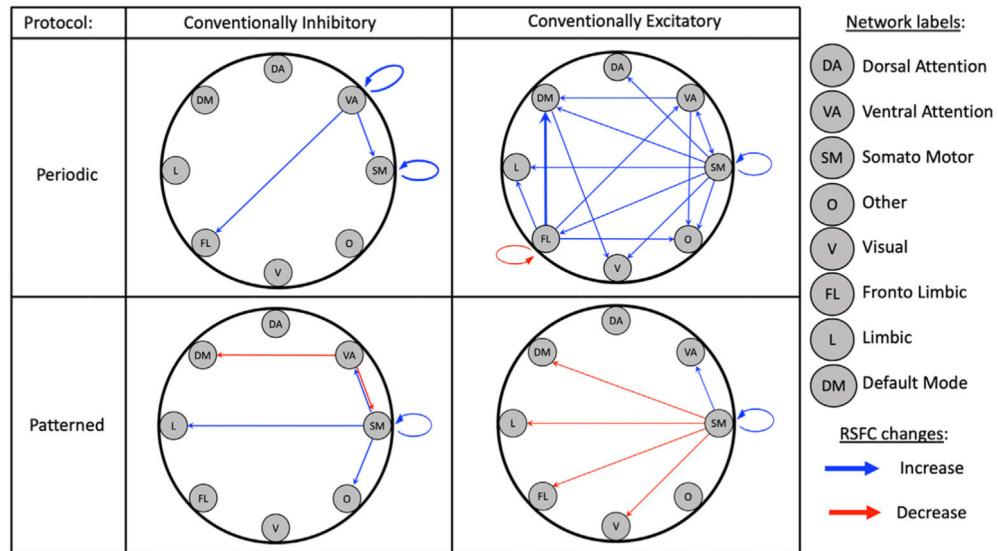 Protocol:
Conventionally Inhibitory
Conventionally Excitatory
Periodic
DA
DM
VA
L
SM
FL
O
V
DA
DM
VA
L
SM
FL
O
V
Patterned
DA
DM
VA
L
SM
FL
O
V
DA
DM
VA
L
SM
FL
O
V
Network labels:
DA Dorsal Attention
VA Ventral Attention
SM Somato Motor
O Other
V Visual
FL Fronto Limbic
L Limbic
DM Default Mode
RSFC changes:
Increase
Decrease